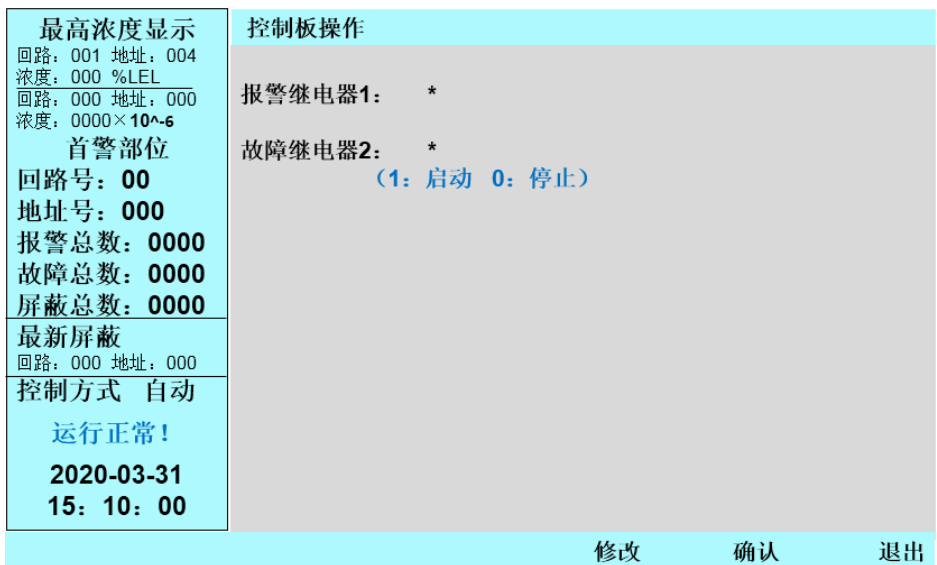 最高浓度显示
回路：001 地址：004
浓度：000 %LEL
回路：000 地址：000
浓度：0000×10^-6
首警部位
回路号：00
地址号：000
报警总数：0000
故障总数：0000
屏蔽总数：0000
最新屏蔽
回路：000 地址：000
控制方式 自动
运行正常！
2020-03-31
15：10：00
控制板操作
报警继电器1： *
故障继电器2： *
（1：启动 0：停止）
修改 确认 退出